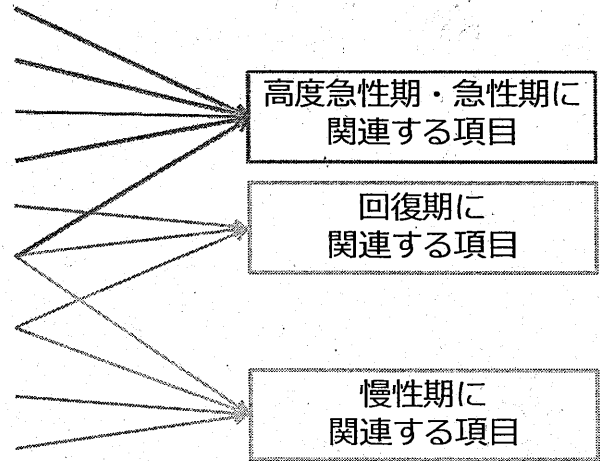 高度急性期・急性期に
関連する項目
回復期に
関連する項目
慢性期に
関連する項目